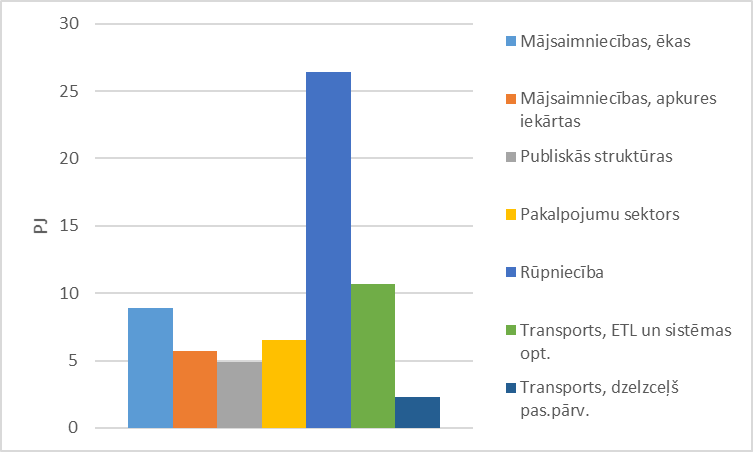 30
25
20
15
10
5
0
PJ
Mājsaimniecības, ēkas
Mājsaimniecības, apkures
iekārtas
Publiskās struktūras
Pakalpojumu sektors
Rūpniecība
Transports, ETL un sistēmas
opt.
Transports, dzelzceļš
pas.pārv.